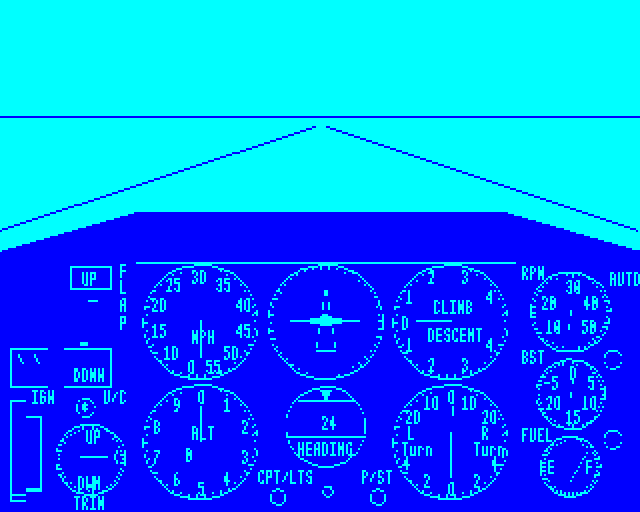 UP
FLAP
DOWN
IGN
U/C
UP
DWN
TRIM
25 30 35
20 40
15 45
10 50
0 55
MPH
9 0 1
8 2
7 3
6 5 4
ALT
0
2 3
1 4
0
1 4
2 3
CLIMB
DESCENT
24
HEADING
CPT/LTS
P/ST
10 0 10
20 20
L R
Turn Turn
4 4
2 0 2
RPM
AUTO
30
20 40
10 50
BST
0
-5 5
20 10
15
FUEL
E F